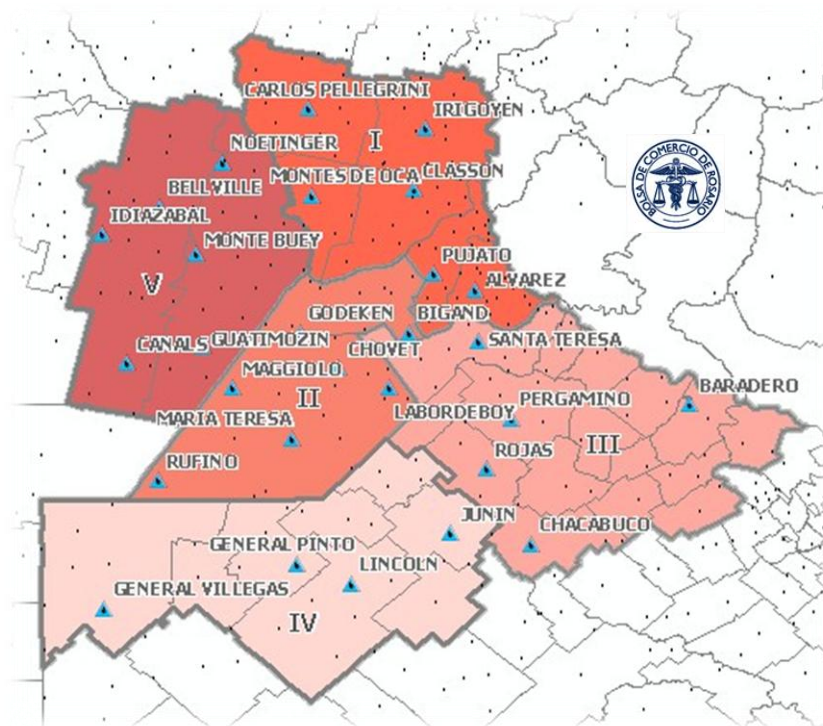 CARLOS PELLEGRINI
IRIGOYEN
I
NOETINGER
BOLSA DE COMERCIO DE ROSARIO
BELLVILLE
MONTES DE OCA
CLASSON
IDIAZABAL
MONTE BUEY
PUJATO
V
ALVAREZ
GODEKEN
BIGAND
CANALS
GUATIMOZIN
CHOVET
SANTA TERESA
MAGGIOLO
BARADERO
II
MARIA TERESA
LABORDEBOY
PERGAMINO
III
RUFINO
ROJAS
JUNIN
CHACABUCO
GENERAL PINTO
LINCOLN
GENERAL VILLEGAS
IV